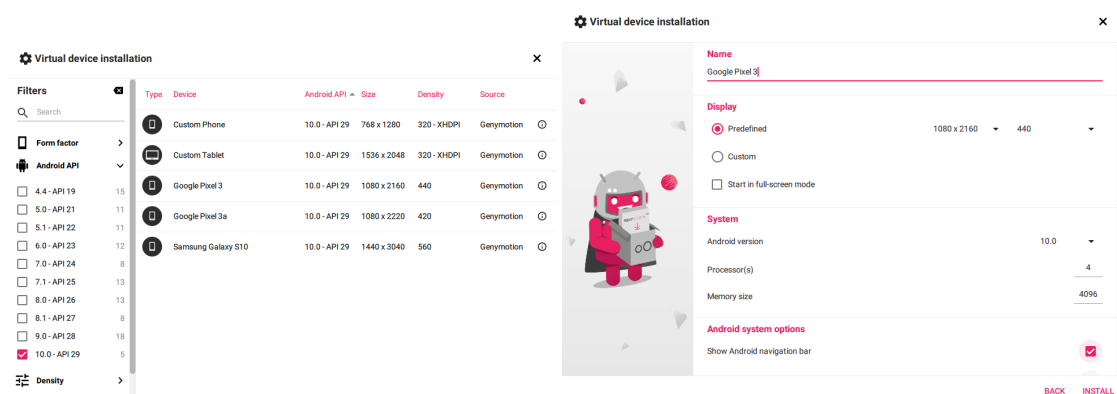 Virtual device installation
Filters
Search
Form factor
Android API
4.4 - API 19 15
5.0 - API 21 11
5.1 - API 22 11
6.0 - API 23 12
7.0 - API 24 8
7.1 - API 25 13
8.0 - API 26 13
8.1 - API 27 8
9.0 - API 28 18
10.0 - API 29 5
Density
Type Device Android API Size Density Source
Custom Phone 10.0 - API 29 768 x 1280 320 - XHDPI Genymotion
Custom Tablet 10.0 - API 29 1536 x 2048 320 - XHDPI Genymotion
Google Pixel 3 10.0 - API 29 1080 x 2160 440 Genymotion
Google Pixel 3a 10.0 - API 29 1080 x 2220 420 Genymotion
Samsung Galaxy S10 10.0 - API 29 1440 x 3040 560 Genymotion
Virtual device installation
Name
Google Pixel 3
Display
Predefined 1080 x 2160 440
Custom
Start in full-screen mode
System
Android version 10.0
Processor(s) 4
Memory size 4096
Android system options
Show Android navigation bar
BACK INSTALL